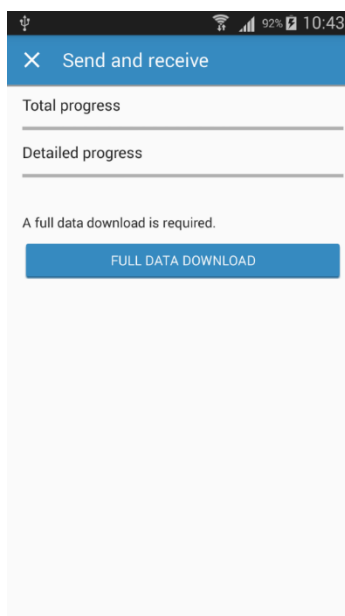 92% 10:43
Send and receive
Total progress
Detailed progress
A full data download is required.
FULL DATA DOWNLOAD